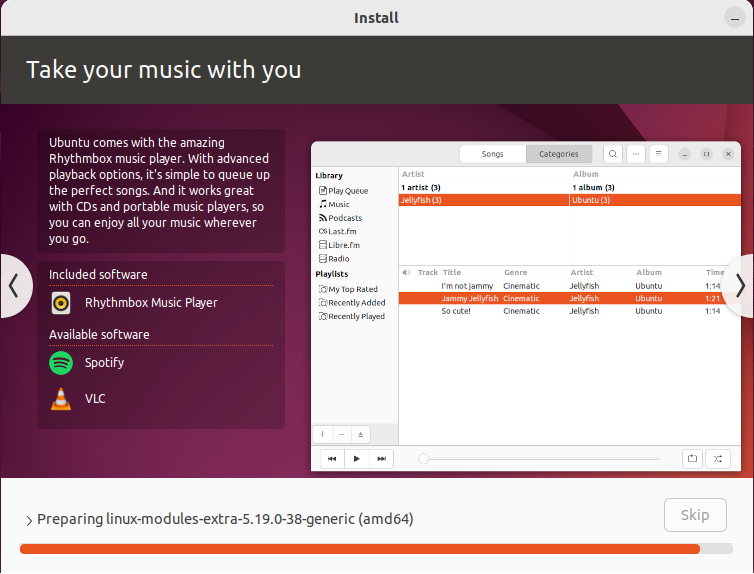 Install
Take your music with you
Ubuntu comes with the amazing
Rhythmbox music player. With advanced
playback options, it's simple to queue up
the perfect songs. And it works great
with CDs and portable music players, so
you can enjoy all your music wherever
you go.
Included software
Rhythmbox Music Player
Available software
Spotify
VLC
Songs Categories
Library
Play Queue
Music
Podcasts
Last.fm
Libre.fm
Radio
Playlists
My Top Rated
Recently Added
Recently Played
Artist Album
1 artist (3) 1 album (3)
Jellyfish (3) Ubuntu (3)
Track Title Genre Artist Album Time
I'm not jammy Cinematic Jellyfish Ubuntu 1:14
Jammy Jellyfish Cinematic Jellyfish Ubuntu 1:21
So cute! Cinematic Jellyfish Ubuntu 1:14
Preparing linux-modules-extra-5.19.0-38-generic (amd64)
Skip